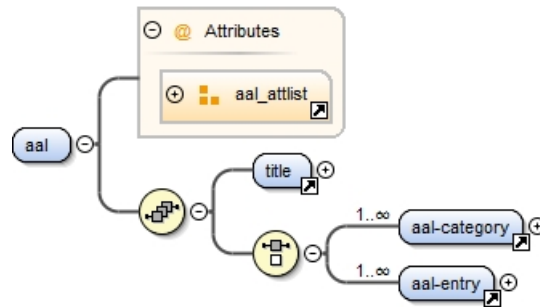 @ Attributes
aal_attlist
aal
title
1..∞
aal-category
1..∞
aal-entry